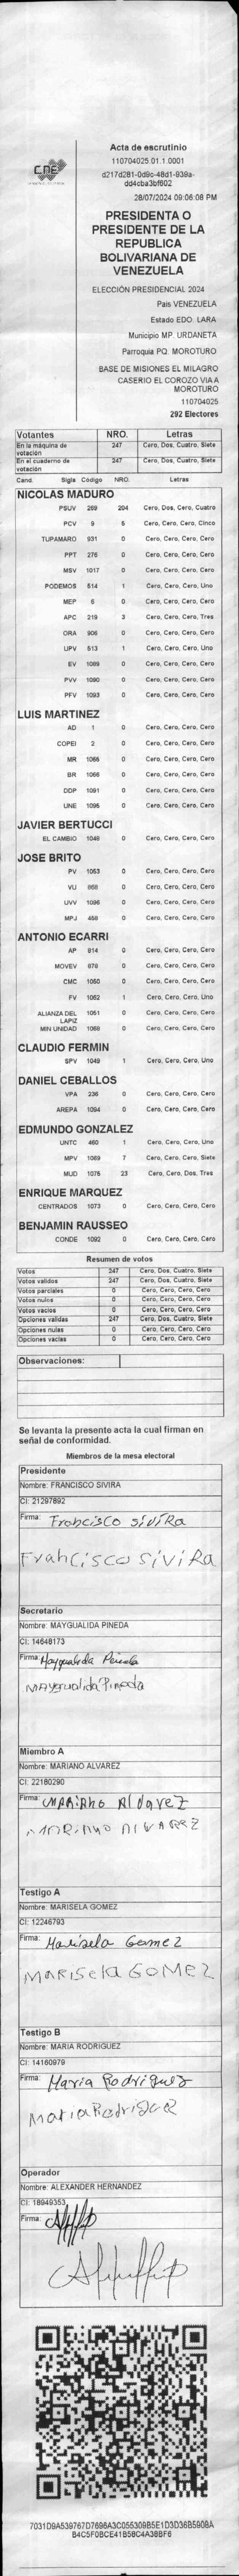 CNE
Acta de escrutinio
110704025.01.1.0001
d217d281-0d9c-48d1-939a-
dd4cba3bf602
28/07/2024 09:06:08 PM
PRESIDENTA O
PRESIDENTE DE LA
REPUBLICA
BOLIVARIANA DE
VENEZUELA
ELECCIÓN PRESIDENCIAL 2024
Pais VENEZUELA
Estado EDO. LARA
Municipio MP. URDANETA
Parroquia PQ. MOROTURO
BASE DE MISIONES EL MILAGRO
CASERIO EL COROZO VIA A
MOROTURO
110704025
292 Electores
Votantes NRO. Letras
En la máquina de votación 247 Cero, Dos, Cuatro, Siete
En el cuaderno de votación 247 Cero, Dos, Cuatro, Siete
Cand. Sigla Codigo NRO. Letras
NICOLAS MADURO
PSUV 269 204 Cero, Dos, Cero, Cuatro
PCV 9 5 Cero, Cero, Cero, Cinco
TUPAMARO 931 0 Cero, Cero, Cero, Cero
PPT 276 0 Cero, Cero, Cero, Cero
MSV 1017 0 Cero, Cero, Cero, Cero
PODEMOS 514 1 Cero, Cero, Cero, Uno
MEP 6 0 Cero, Cero, Cero, Cero
APC 219 3 Cero, Cero, Cero, Tres
ORA 906 0 Cero, Cero, Cero, Cero
UPV 513 1 Cero, Cero, Cero, Uno
EV 1089 0 Cero, Cero, Cero, Cero
PVV 1090 0 Cero, Cero, Cero, Cero
PFV 1093 0 Cero, Cero, Cero, Cero
LUIS MARTINEZ
AD 1 0 Cero, Cero, Cero, Cero
COPEI 2 0 Cero, Cero, Cero, Cero
MR 1065 0 Cero, Cero, Cero, Cero
BR 1066 0 Cero, Cero, Cero, Cero
DDP 1091 0 Cero, Cero, Cero, Cero
UNE 1095 0 Cero, Cero, Cero, Cero
JAVIER BERTUCCI
EL CAMBIO 1048 0 Cero, Cero, Cero, Cero
JOSE BRITO
PV 1053 0 Cero, Cero, Cero, Cero
VU 868 0 Cero, Cero, Cero, Cero
UVV 1096 0 Cero, Cero, Cero, Cero
MPJ 458 0 Cero, Cero, Cero, Cero
ANTONIO ECARRI
AP 814 0 Cero, Cero, Cero, Cero
MOVEV 878 0 Cero, Cero, Cero, Cero
CMC 1050 0 Cero, Cero, Cero, Cero
FV 1052 1 Cero, Cero, Cero, Uno
ALIANZA DEL LAPIZ 1051 0 Cero, Cero, Cero, Cero
MIN UNIDAD 1068 0 Cero, Cero, Cero, Cero
CLAUDIO FERMIN
SPV 1049 1 Cero, Cero, Cero, Uno
DANIEL CEBALLOS
VPA 236 0 Cero, Cero, Cero, Cero
AREPA 1094 0 Cero, Cero, Cero, Cero
EDMUNDO GONZALEZ
UNTC 460 1 Cero, Cero, Cero, Uno
MPV 1069 7 Cero, Cero, Cero, Siete
MUD 1075 23 Cero, Cero, Dos, Tres
ENRIQUE MARQUEZ
CENTRADOS 1073 0 Cero, Cero, Cero, Cero
BENJAMIN RAUSSEO
CONDE 1092 0 Cero, Cero, Cero, Cero
Resumen de votos
Votos 247 Cero, Dos, Cuatro, Siete
Votos validos 247 Cero, Dos, Cuatro, Siete
Votos parciales 0 Cero, Cero, Cero, Cero
Votos nulos 0 Cero, Cero, Cero, Cero
Votos vacios 0 Cero, Cero, Cero, Cero
Opciones validas 247 Cero, Dos, Cuatro, Siete
Opciones nulas 0 Cero, Cero, Cero, Cero
Opciones vacias 0 Cero, Cero, Cero, Cero
Observaciones:
Se levanta la presente acta la cual firman en
señal de conformidad.
Miembros de la mesa electoral
Presidente
Nombre: FRANCISCO SIVIRA
CI: 21297892
Firma: Francisco SiViRa
Francisco SiViRa
Secretario
Nombre: MAYGUALIDA PINEDA
CI: 14648173
Firma: Maygualida Pineda
Maygualida Pineda
Miembro A
Nombre: MARIANO ALVAREZ
CI: 22180290
Firma: MARiANo AlVareZ
MARIANO AlVAREZ
Testigo A
Nombre: MARISELA GOMEZ
CI: 12246793
Firma: Marisela Gomez
MARiSela GOMEZ
Testigo B
Nombre: MARIA RODRIGUEZ
CI: 14160979
Firma: Maria Rodriguez
Maria Rodriguez
Operador
Nombre: ALEXANDER HERNANDEZ
CI: 18949353
Firma:
7031D9A539767D7698A3C055309B5E1D3D36B5908A
B4C5F0BCE41B58C4A3BBF6